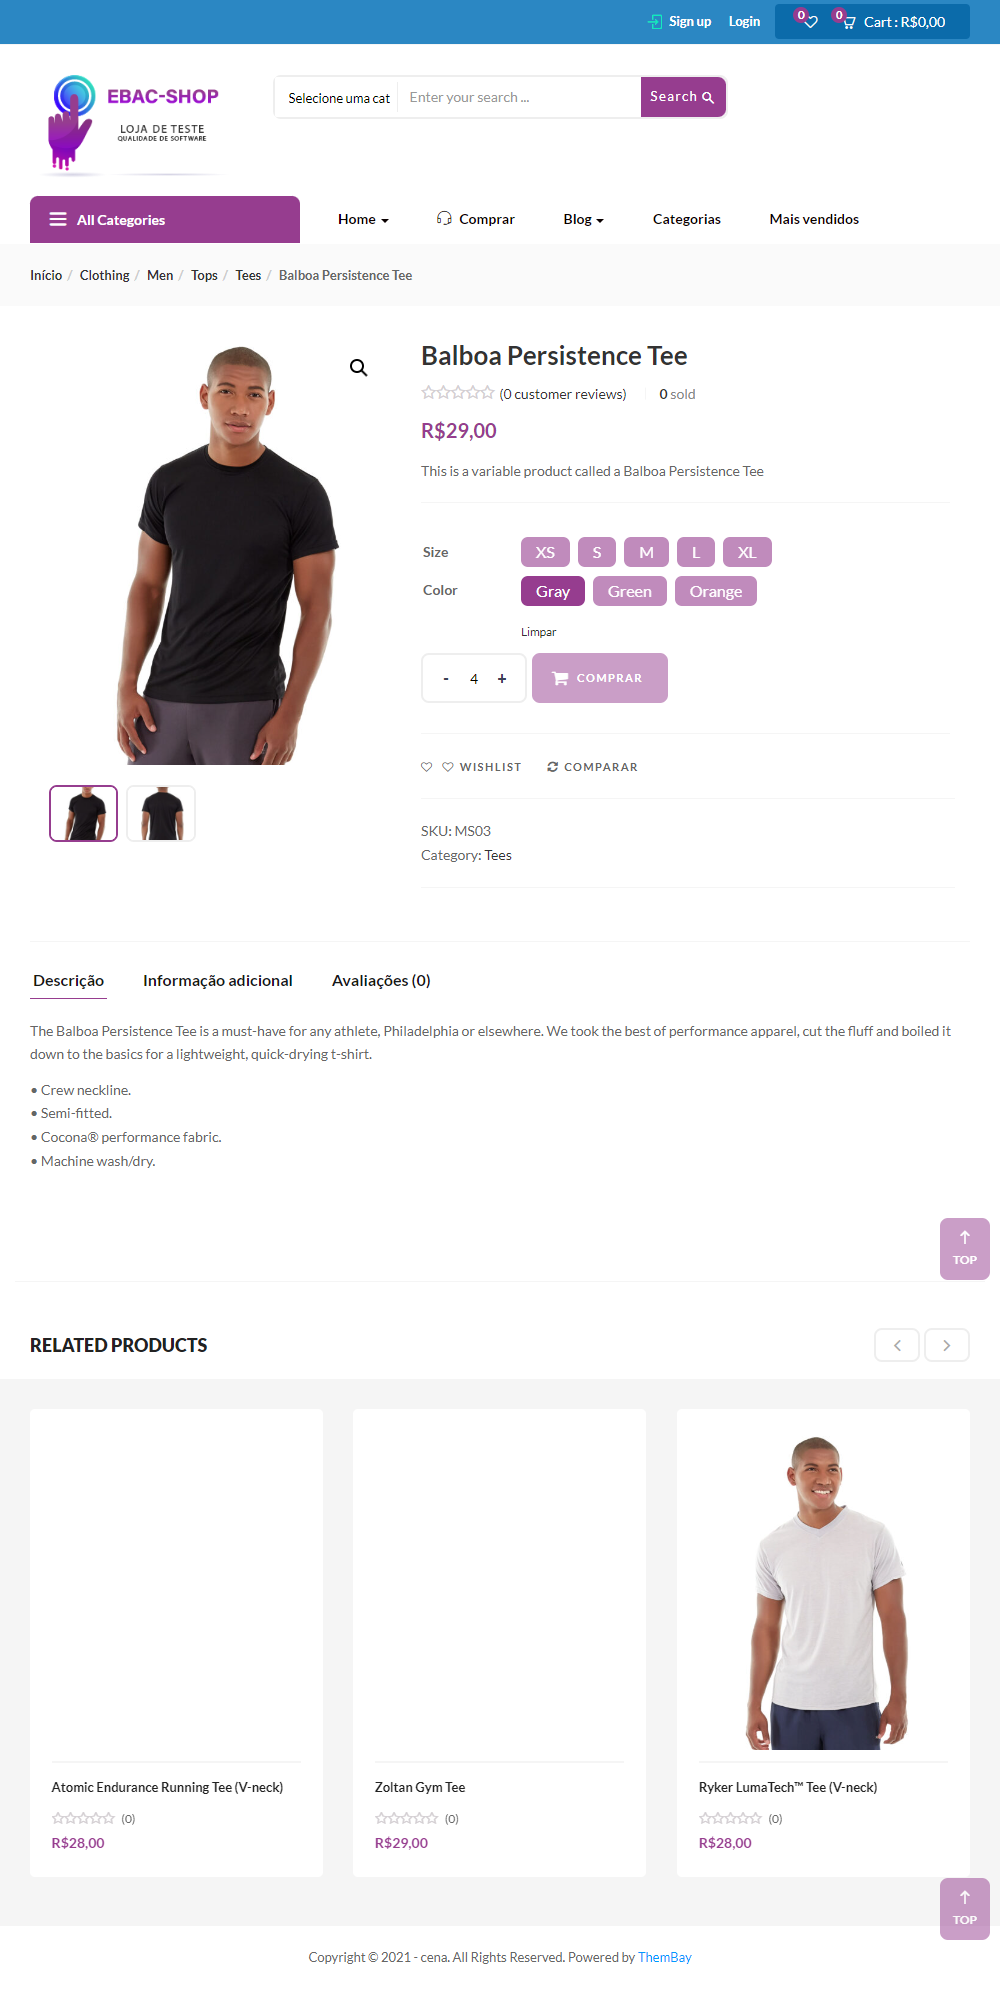 Sign up Login 0 0 Cart : R$0,00
EBAC-SHOP
LOJA DE TESTE
QUALIDADE DE SOFTWARE
Selecione uma cat Enter your search ... Search
All Categories Home Comprar Blog Categorias Mais vendidos
Início / Clothing / Men / Tops / Tees / Balboa Persistence Tee
Balboa Persistence Tee
(0 customer reviews) 0 sold
R$29,00
This is a variable product called a Balboa Persistence Tee
Size XS S M L XL
Color Gray Green Orange
Limpar
- 4 + COMPRAR
WISHLIST COMPARAR
SKU: MS03
Category: Tees
Descrição Informação adicional Avaliações (0)
The Balboa Persistence Tee is a must-have for any athlete, Philadelphia or elsewhere. We took the best of performance apparel, cut the fluff and boiled it
down to the basics for a lightweight, quick-drying t-shirt.
• Crew neckline.
• Semi-fitted.
• Cocona® performance fabric.
• Machine wash/dry.
TOP
RELATED PRODUCTS
Atomic Endurance Running Tee (V-neck) Zoltan Gym Tee Ryker LumaTech™ Tee (V-neck)
(0) (0) (0)
R$28,00 R$29,00 R$28,00
TOP
Copyright © 2021 - cena. All Rights Reserved. Powered by ThemBay